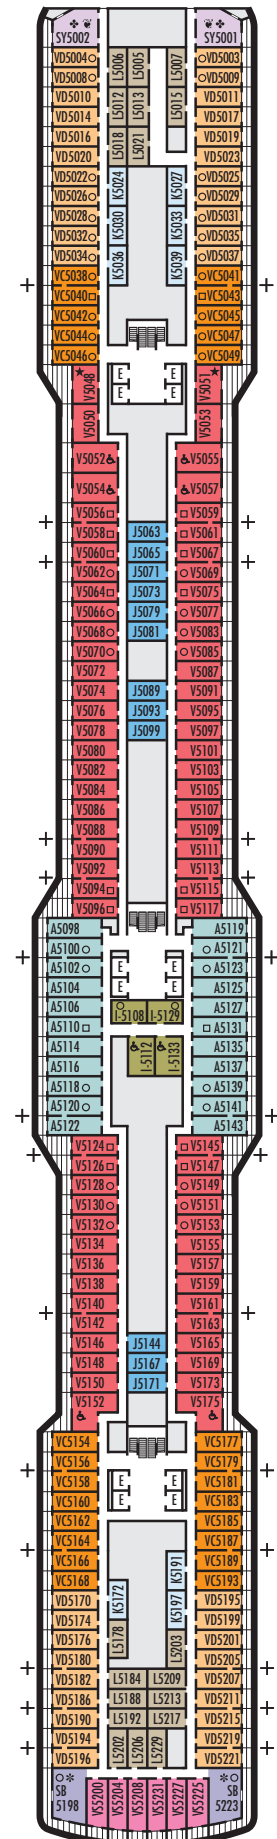 SY5002 SY5001
VD5004 L5006 L5005 L5007 VD5003
VD5008 VD5009
VD5010 L5012 L5013 L5015 VD5011
VD5014 VD5017
VD5016 L5018 L5021 VD5019
VD5020 VD5023
VD5022 K5024 K5027 VD5025
VD5026 VD5029
VD5028 K5030 K5033 VD5031
VD5032 VD5035
VD5034 K5036 K5039 VD5037
VC5038 VC5041
VC5040 VC5043
VC5042 VC5045
VC5044 VC5047
VC5046 VC5049
V5048 E E V5051
V5050 E E V5053
V5052 V5055
V5054 V5057
V5056 V5059
V5058 J5063 V5061
V5060 J5065 V5067
V5062 J5071 V5069
V5064 J5073 V5075
V5066 J5079 V5077
V5068 J5081 V5083
V5070 V5085
V5072 V5087
V5074 J5089 V5091
V5076 J5093 V5095
V5078 J5099 V5097
V5080 V5101
V5082 V5103
V5084 V5105
V5086 V5107
V5088 V5109
V5090 V5111
V5092 V5113
V5094 V5115
V5096 V5117
A5098 A5119
A5100 A5121
A5102 E E A5123
A5104 E E A5125
A5106 I-5108 I-5129 A5127
A5110 A5131
A5114 I-5112 I-5133 A5135
A5116 A5137
A5118 A5139
A5120 A5141
A5122 A5143
V5124 V5145
V5126 V5147
V5128 V5149
V5130 V5151
V5132 V5153
V5134 V5155
V5136 V5157
V5138 V5159
V5140 V5161
V5142 V5163
V5146 J5144 V5165
V5148 J5167 V5169
V5150 J5171 V5173
V5152 V5175
VC5154 VC5177
VC5156 VC5179
VC5158 E E VC5181
VC5160 E E VC5183
VC5162 VC5185
VC5164 VC5187
VC5166 K5191 VC5189
VC5168 VC5193
VD5170 K5172 K5197 VD5195
VD5174 VD5199
VD5176 L5178 L5203 VD5201
VD5180 VD5205
VD5182 L5184 L5209 VD5207
VD5186 L5188 L5213 VD5211
VD5190 L5192 L5217 VD5215
VD5194 L5202 L5206 L5229 VD5219
VD5196 VD5221
SB SB
5198 VS5200 VS5204 VS5208 VS5231 VS5227 VS5225 5223